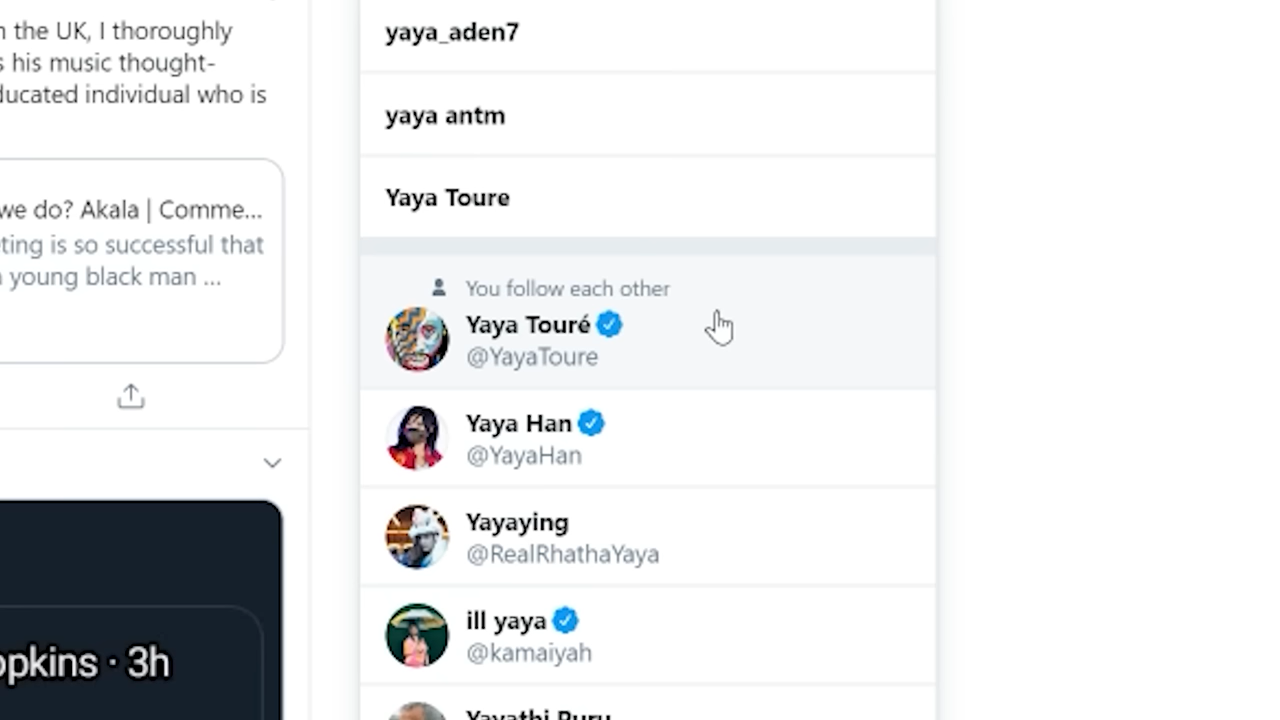 n the UK, I thoroughly
s his music thought-
ducated individual who is
we do? Akala | Comme...
ting is so successful that
young black man ...
opkins · 3h
yaya_aden7
yaya antm
Yaya Toure
You follow each other
Yaya Touré
@YayaToure
Yaya Han
@YayaHan
Yayaying
@RealRhathaYaya
ill yaya
@kamaiyah
Yayathi Puru